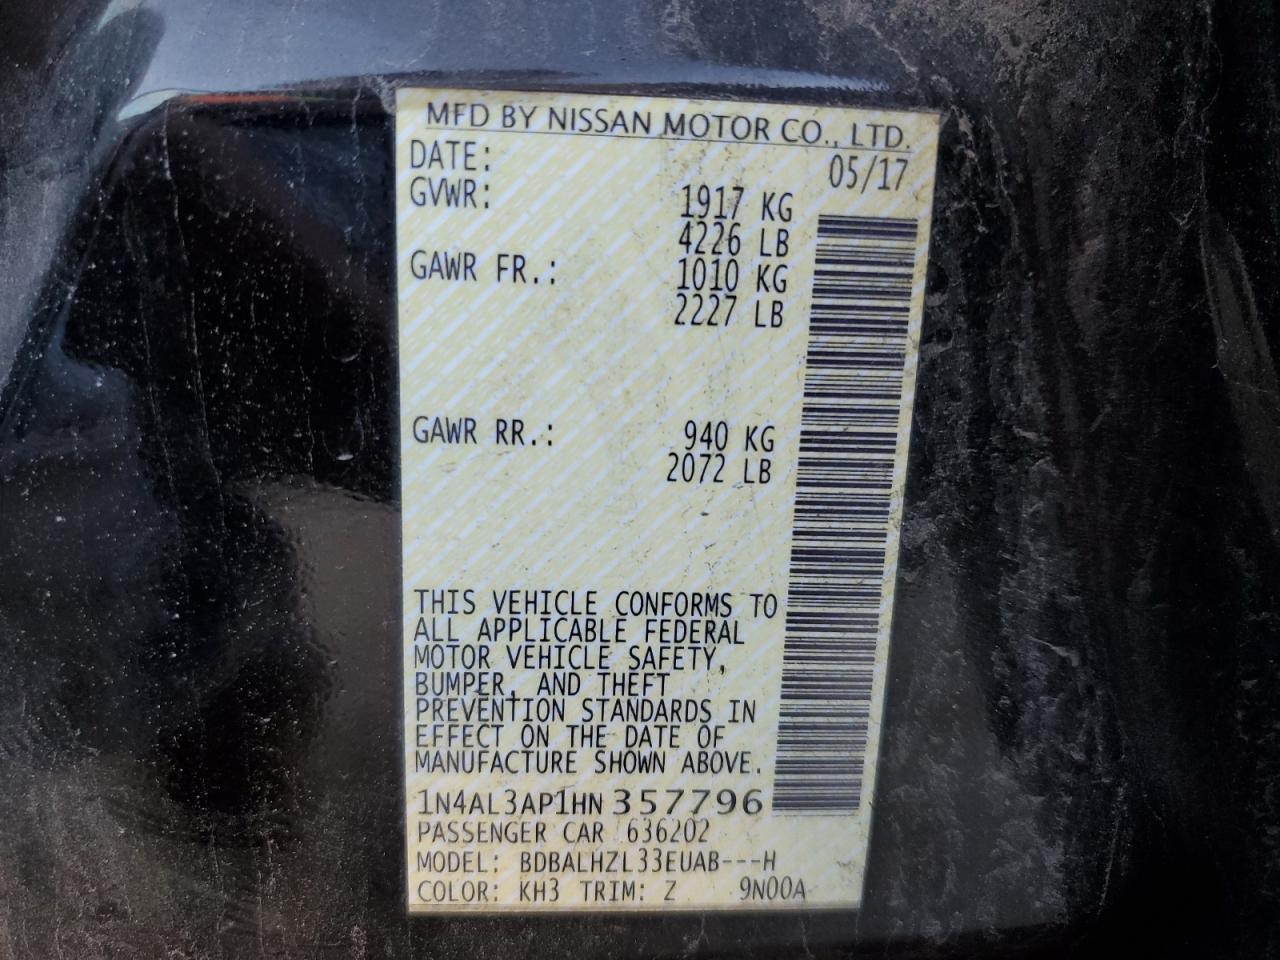 MFD BY NISSAN MOTOR CO., LTD.
DATE: 05/17
GVWR: 1917 KG
4226 LB
GAWR FR.: 1010 KG
2227 LB
GAWR RR.: 940 KG
2072 LB
THIS VEHICLE CONFORMS TO
ALL APPLICABLE FEDERAL
MOTOR VEHICLE SAFETY,
BUMPER, AND THEFT
PREVENTION STANDARDS IN
EFFECT ON THE DATE OF
MANUFACTURE SHOWN ABOVE.
1N4AL3AP1HN357796
PASSENGER CAR 636202
MODEL: BDBALHZL33EUAB---H
COLOR: KH3 TRIM: Z 9N00A